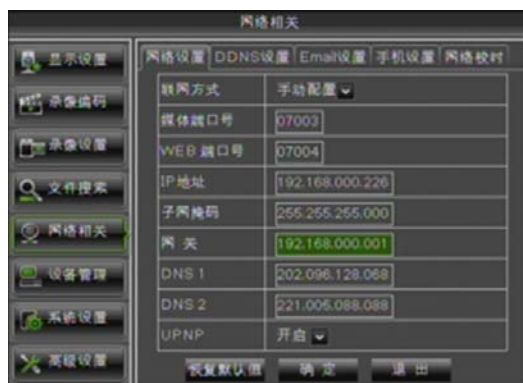 网络相关
显示设置
录像编码
录像设置
文件搜索
网络相关
设备管理
系统设置
高级设置
网络设置 DDNS设置 Email设置 手机设置 网络校时
联网方式 手动配置
媒体端口号 07003
WEB 端口号 07004
IP地址 192.168.000.226
子网掩码 255.255.255.000
网 关 192.168.000.001
DNS 1 202.096.128.068
DNS 2 221.005.088.088
UPNP 开启
恢复默认值 确 定 退 出